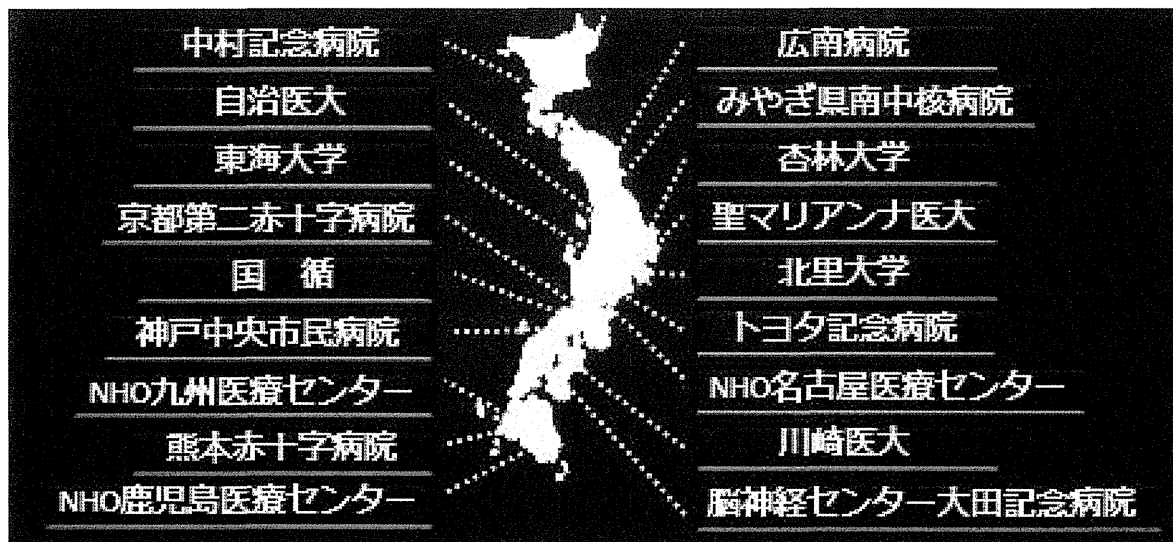 中村記念病院
自治医大
東海大学
京都第二赤十字病院
国 循
神戸中央市民病院
NHO九州医療センター
熊本赤十字病院
NHO鹿児島医療センター
広南病院
みやぎ県南中核病院
杏林大学
聖マリアンナ医大
北里大学
トヨタ記念病院
NHO名古屋医療センター
川崎医大
脳神経センター大田記念病院